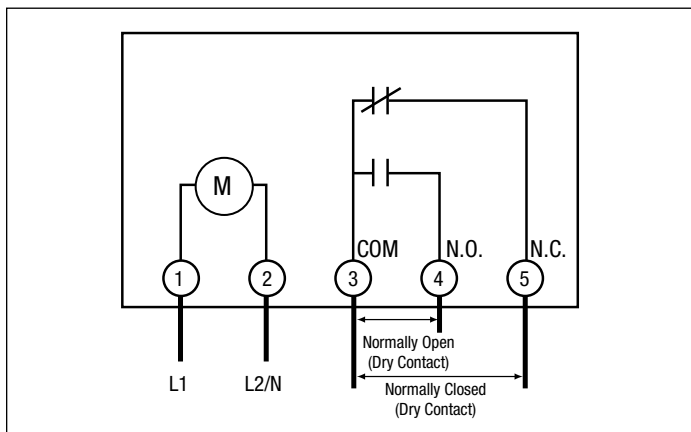 M
COM
N.O.
N.C.
1
2
3
4
5
Normally Open
(Dry Contact)
L1
L2/N
Normally Closed
(Dry Contact)